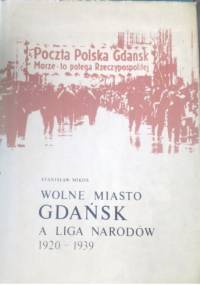 Poczta Polska Gdańsk
Morze-to potęga Rzeczypospolitej
STANISŁAW MIKOS
WOLNE MIASTO
GDAŃSK
A LIGA NARODÓW
1920-1939